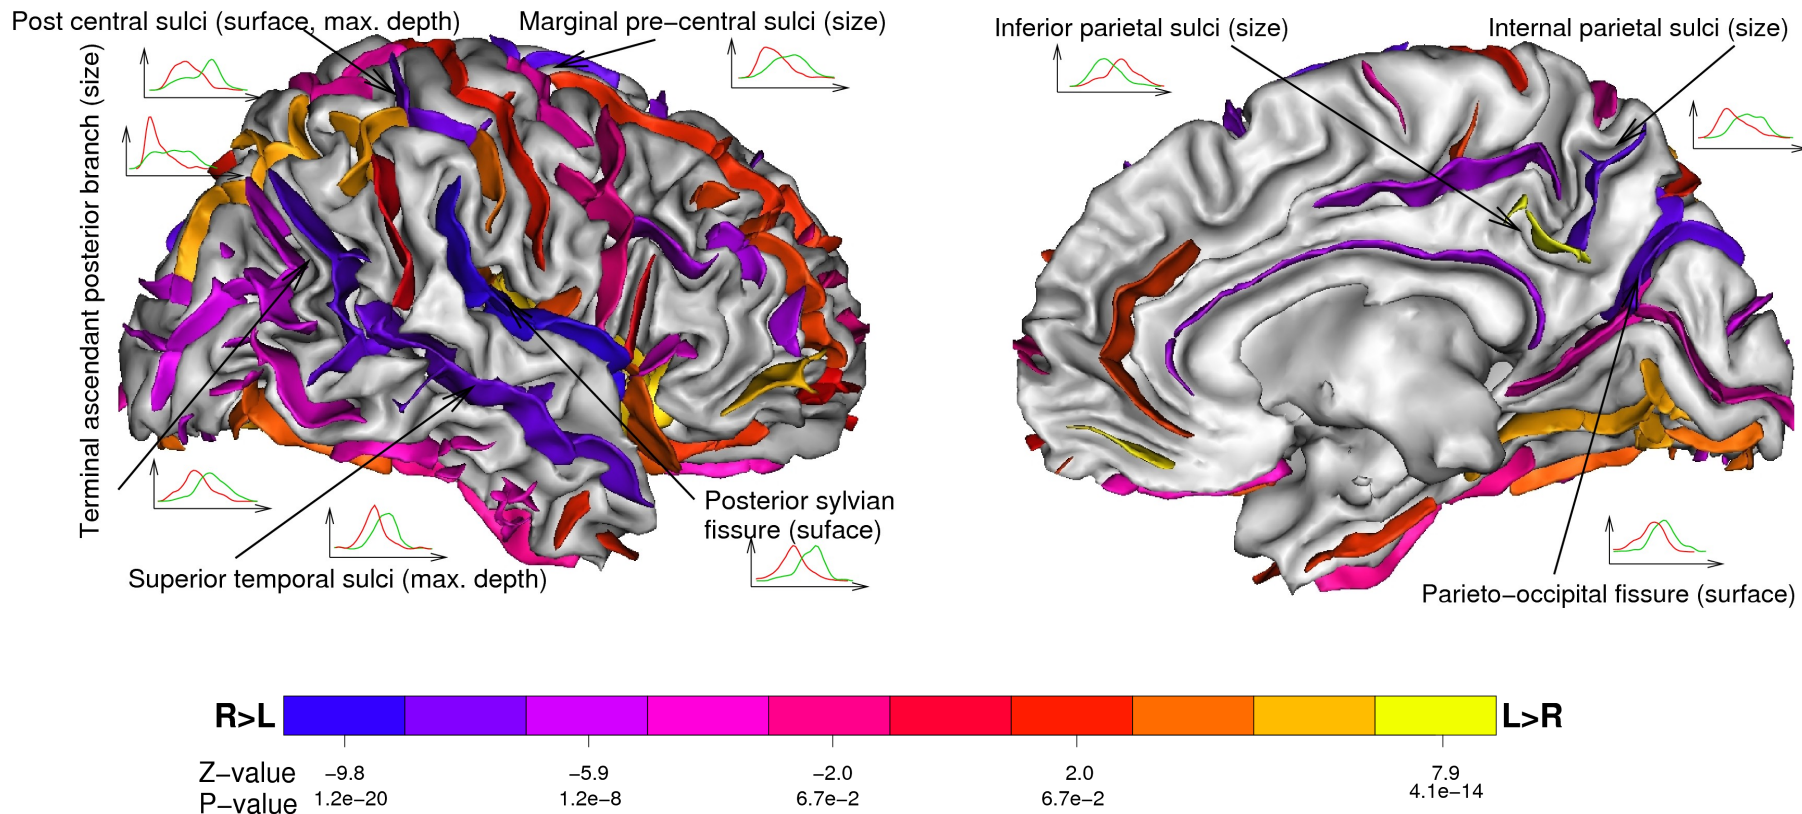 Post central sulci (surface, max. depth)
Marginal pre-central sulci (size)
Inferior parietal sulci (size)
Internal parietal sulci (size)
Terminal ascendant posterior branch (size)
Posterior sylvian
fissure (suface)
Superior temporal sulci (max. depth)
Parieto-occipital fissure (surface)
R>L
L>R
Z-value -9.8 -5.9 -2.0 2.0 7.9
P-value 1.2e-20 1.2e-8 6.7e-2 6.7e-2 4.1e-14